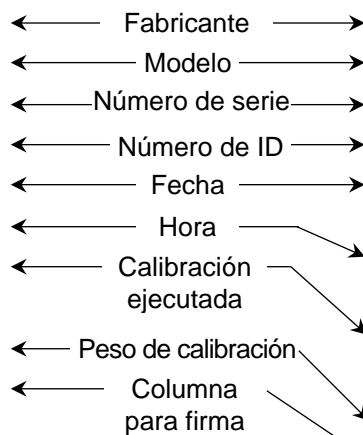 Fabricante
Modelo
Número de serie
Número de ID
Fecha
Hora
Calibración
ejecutada
Peso de calibración
Columna
para firma